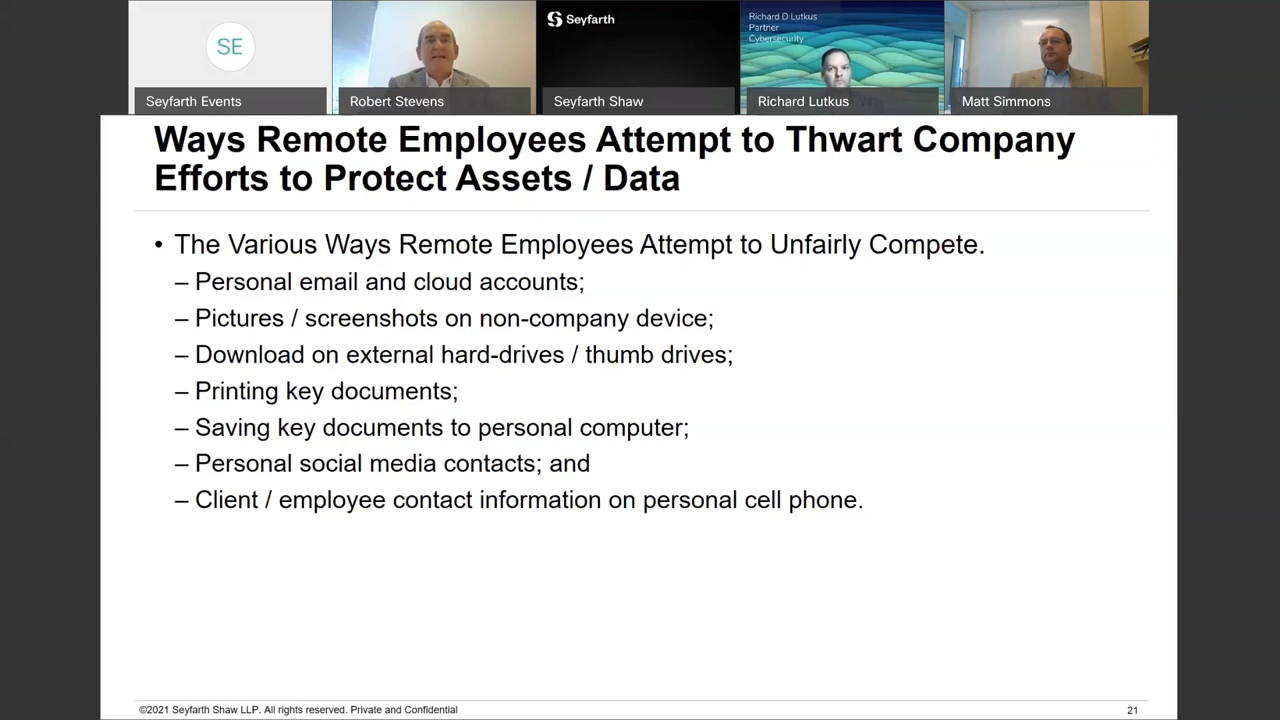 SE
Seyfarth Events
Robert Stevens
Seyfarth
Seyfarth Shaw
Richard D Lutkus
Partner
Cybersecurity
Richard Lutkus
Matt Simmons
Ways Remote Employees Attempt to Thwart Company
Efforts to Protect Assets / Data
• The Various Ways Remote Employees Attempt to Unfairly Compete.
– Personal email and cloud accounts;
– Pictures / screenshots on non-company device;
– Download on external hard-drives / thumb drives;
– Printing key documents;
– Saving key documents to personal computer;
– Personal social media contacts; and
– Client / employee contact information on personal cell phone.
©2021 Seyfarth Shaw LLP. All rights reserved. Private and Confidential
21